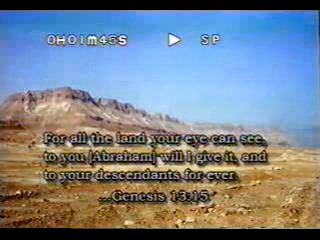 0H01M45S ▶ SP
For all the land your eye can see,
to you [Abraham] will I give it, and
to your descendants for ever.
...Genesis 13:15